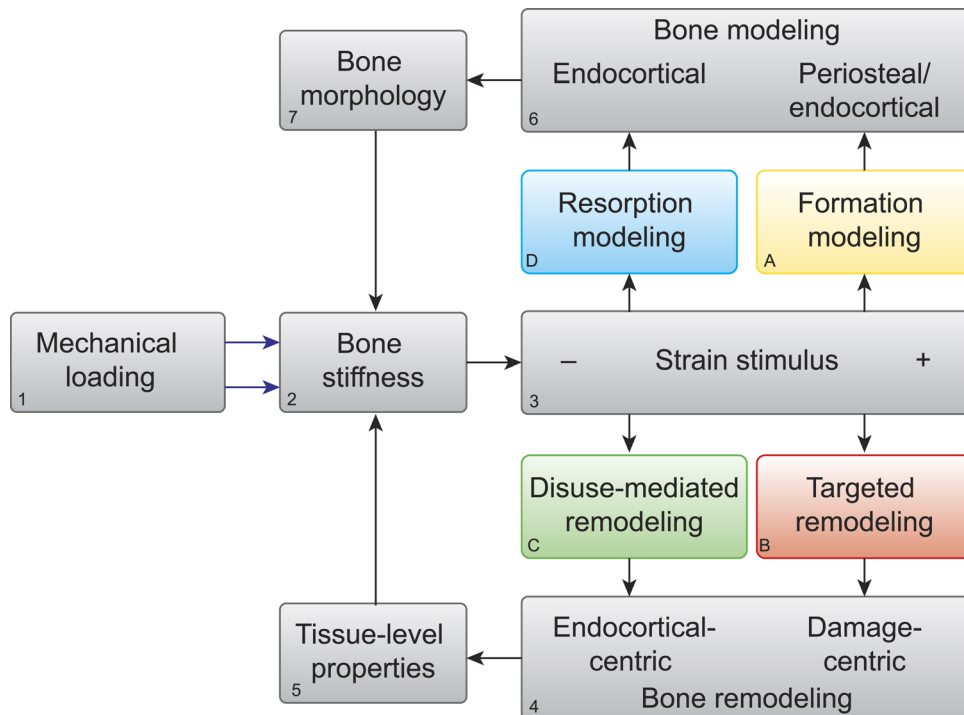 Bone
morphology
7
Bone modeling
Endocortical
Periosteal/
endocortical
6
Resorption
modeling
D
Formation
modeling
A
Mechanical
loading
1
Bone
stiffness
2
– Strain stimulus +
3
Disuse-mediated
remodeling
C
Targeted
remodeling
B
Tissue-level
properties
5
Endocortical-
centric
Damage-
centric
Bone remodeling
4